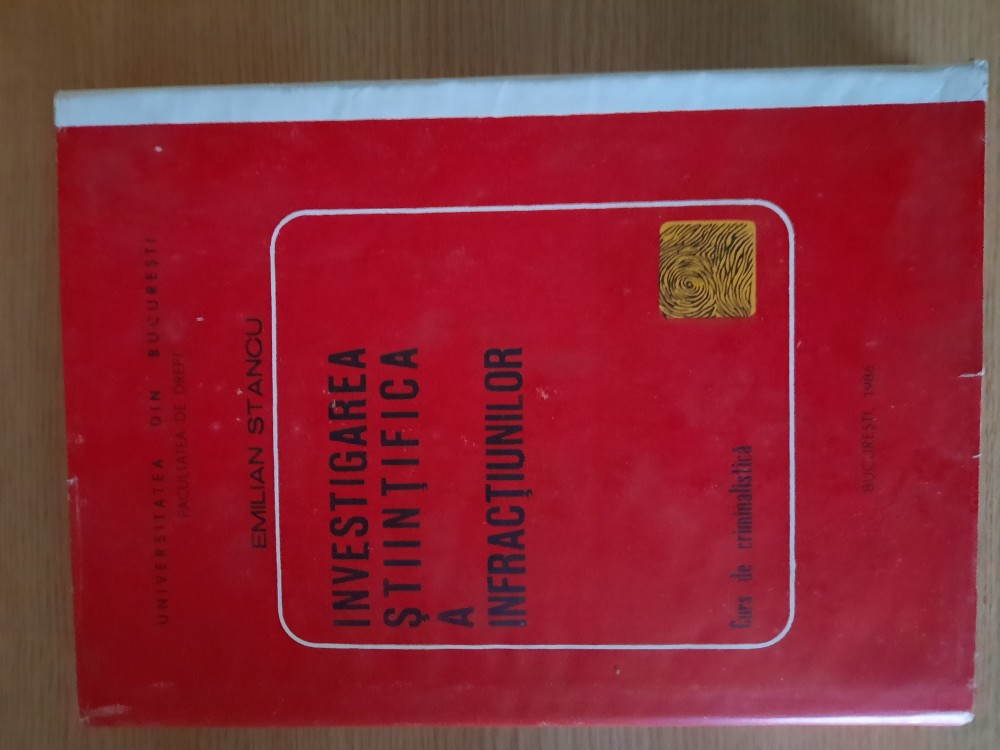 UNIVERSITATEA DIN BUCUREȘTI
FACULTATEA DE DREPT
EMILIAN STANCU
INVESTIGAREA
ȘTIINȚIFICA
A
INFRACȚIUNILOR
Curs de criminalistică
BUCUREȘTI, 1986